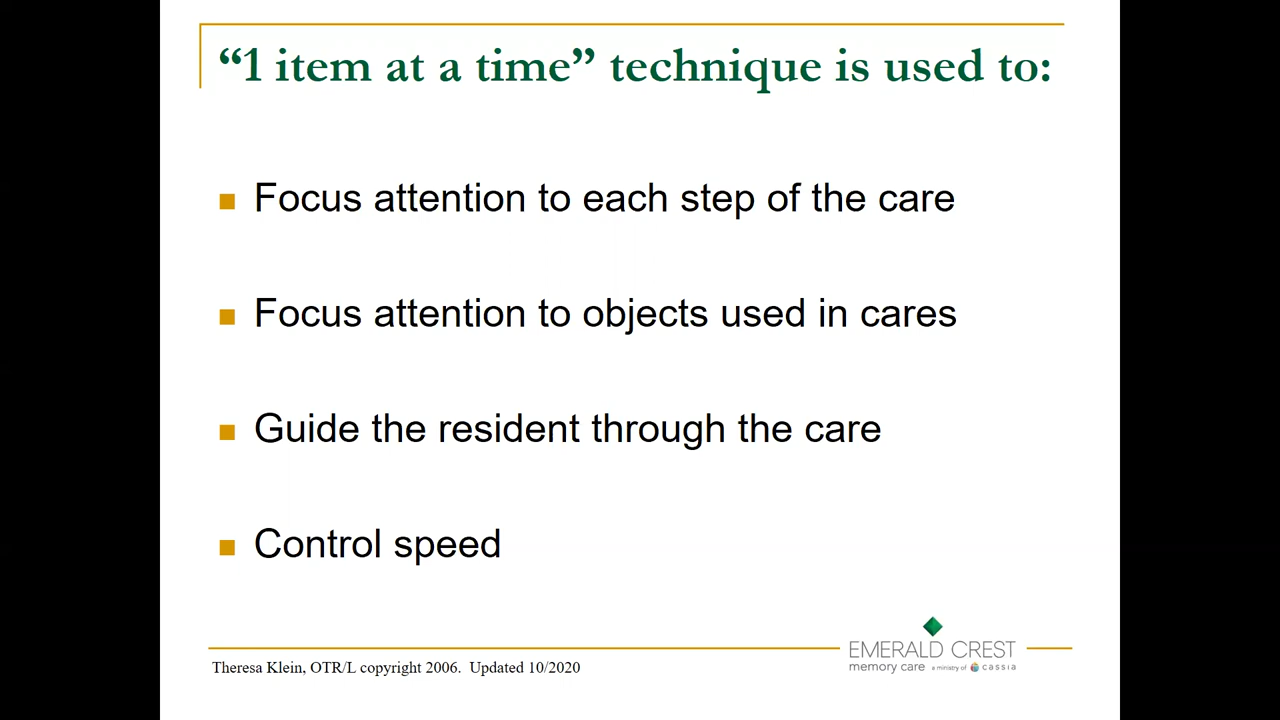 “1 item at a time” technique is used to:
Focus attention to each step of the care
Focus attention to objects used in cares
Guide the resident through the care
Control speed
Theresa Klein, OTR/L copyright 2006. Updated 10/2020
EMERALD CREST
memory care a ministry of cassia